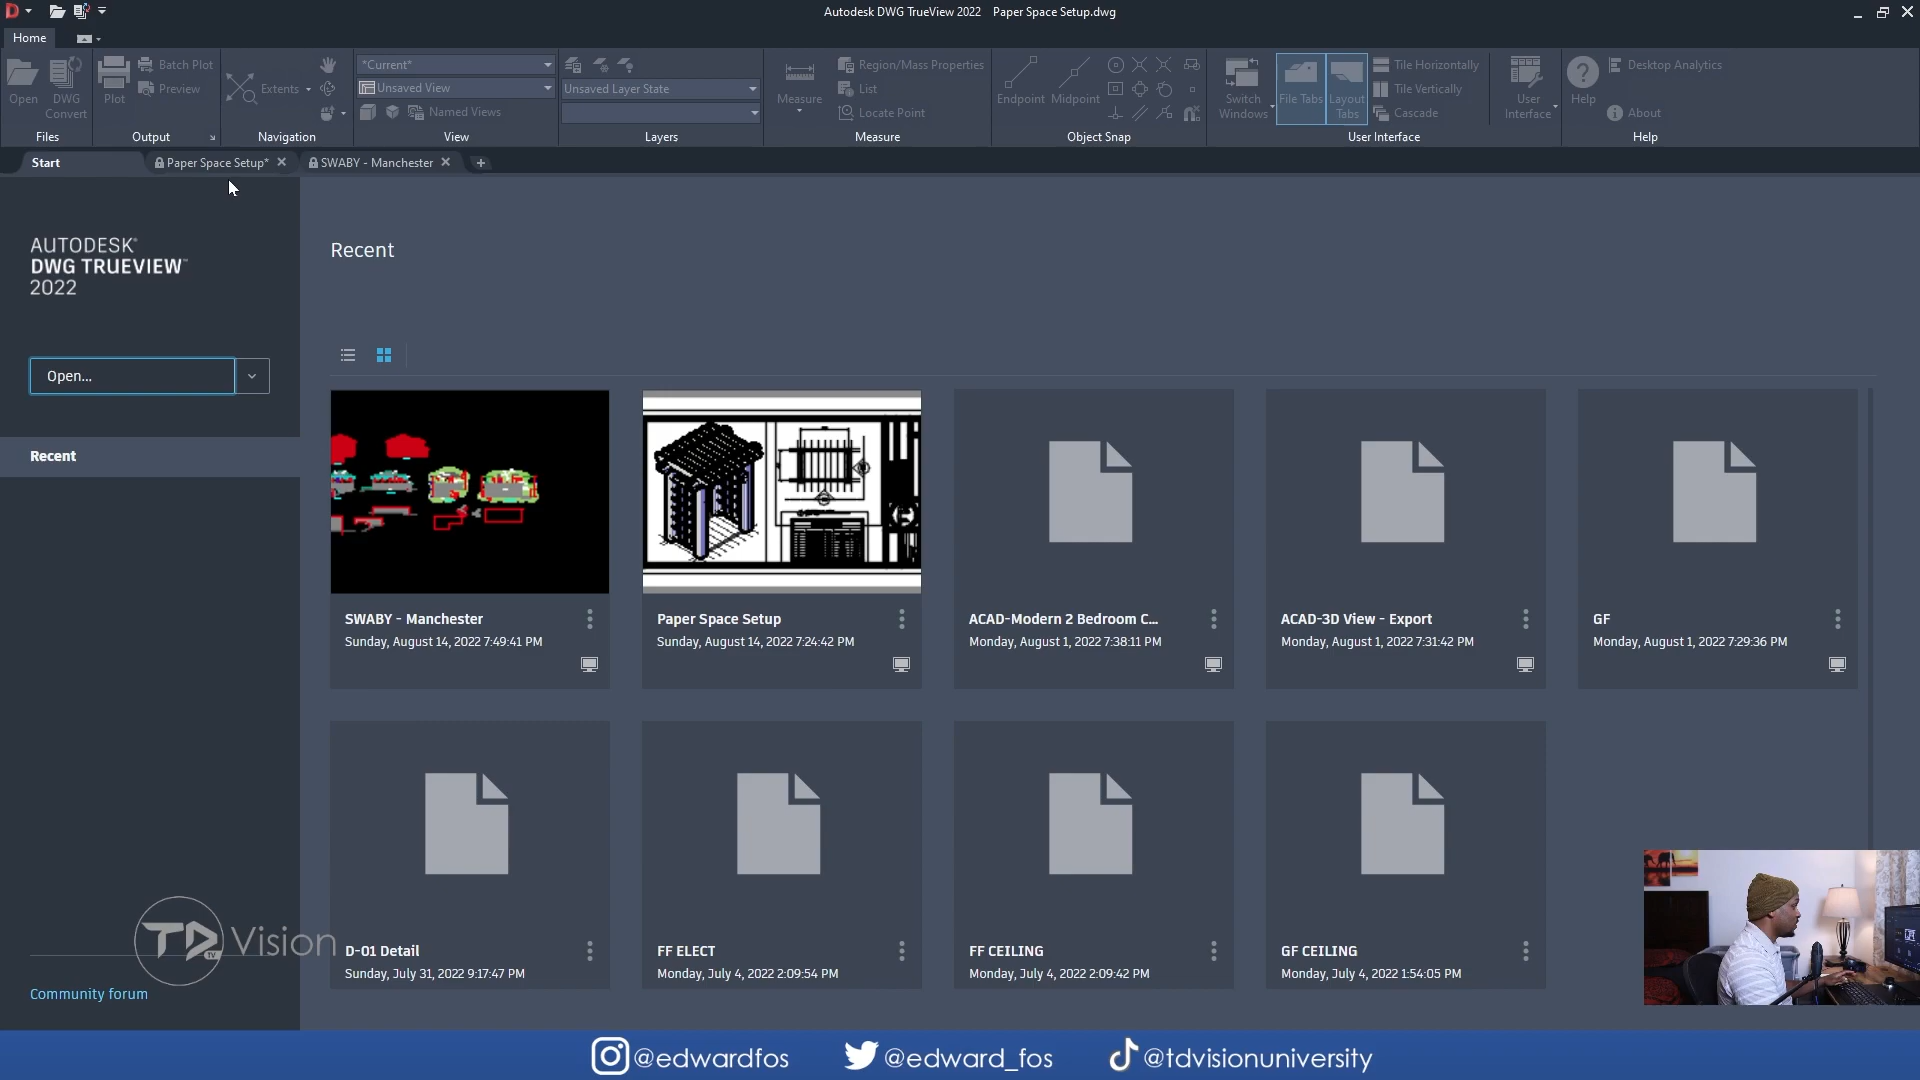 Autodesk DWG TrueView 2022 Paper Space Setup.dwg
Home
Open
DWG
Convert
Files
Plot
Batch Plot
Preview
Output
Extents
Navigation
*Current*
Unsaved View
Named Views
View
Unsaved Layer State
Layers
Measure
Region/Mass Properties
List
Locate Point
Measure
Endpoint
Midpoint
Object Snap
Switch
Windows
File Tabs
Layout
Tabs
Tile Horizontally
Tile Vertically
Cascade
User
Interface
User Interface
Help
Desktop Analytics
About
Help
Start
Paper Space Setup*
SWABY - Manchester
AUTODESK®
DWG TRUEVIEW™
2022
Open...
Recent
Community forum
Recent
SWABY - Manchester
Sunday, August 14, 2022 7:49:41 PM
Paper Space Setup
Sunday, August 14, 2022 7:24:42 PM
ACAD-Modern 2 Bedroom C...
Monday, August 1, 2022 7:38:11 PM
ACAD-3D View - Export
Monday, August 1, 2022 7:31:42 PM
GF
Monday, August 1, 2022 7:29:36 PM
D-01 Detail
Sunday, July 31, 2022 9:17:47 PM
FF ELECT
Monday, July 4, 2022 2:09:54 PM
FF CEILING
Monday, July 4, 2022 2:09:42 PM
GF CEILING
Monday, July 4, 2022 1:54:05 PM
TD Vision
TV
@edwardfos
@edward_fos
@tdvisionuniversity